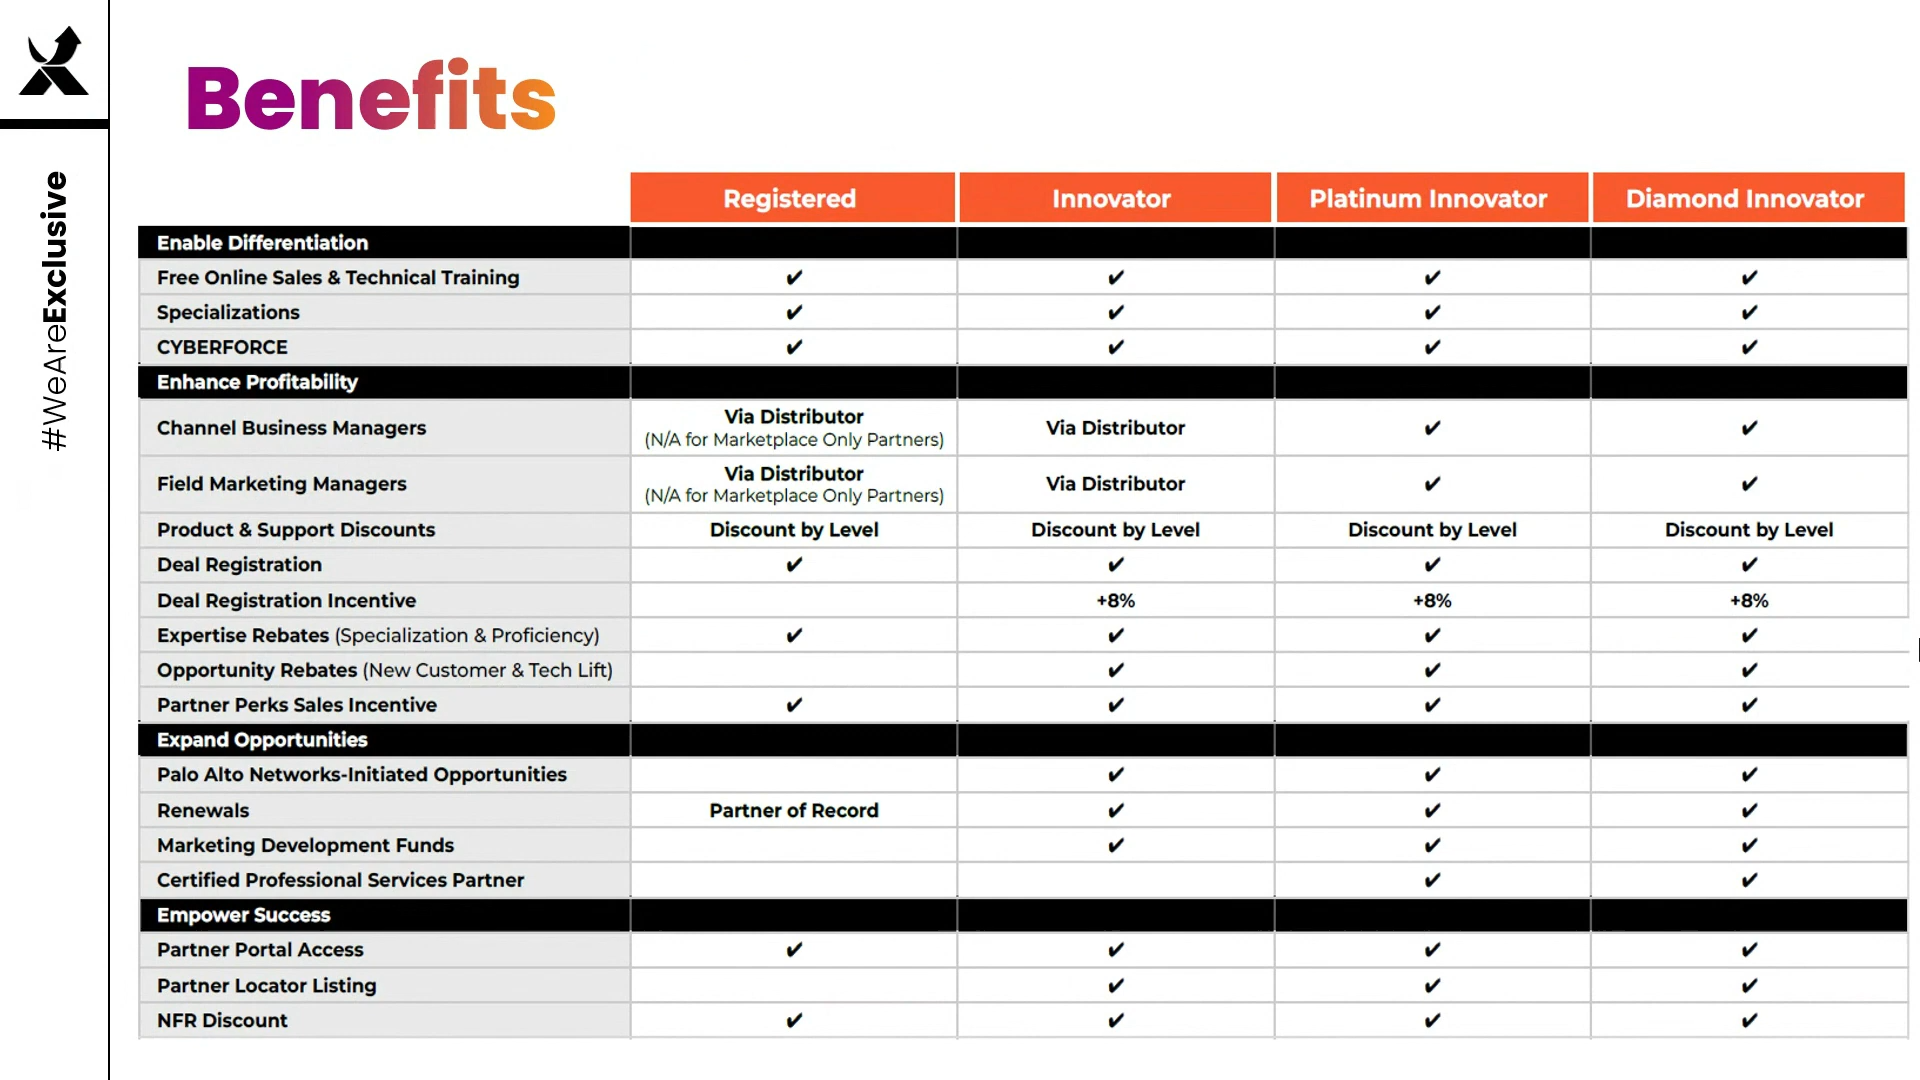 Benefits
#WeAreExclusive
Registered Innovator Platinum Innovator Diamond Innovator
Enable Differentiation
Free Online Sales & Technical Training ✔ ✔ ✔ ✔
Specializations ✔ ✔ ✔ ✔
CYBERFORCE ✔ ✔ ✔ ✔
Enhance Profitability
Channel Business Managers Via Distributor (N/A for Marketplace Only Partners) Via Distributor ✔ ✔
Field Marketing Managers Via Distributor (N/A for Marketplace Only Partners) Via Distributor ✔ ✔
Product & Support Discounts Discount by Level Discount by Level Discount by Level Discount by Level
Deal Registration ✔ ✔ ✔ ✔
Deal Registration Incentive +8% +8% +8%
Expertise Rebates (Specialization & Proficiency) ✔ ✔ ✔ ✔
Opportunity Rebates (New Customer & Tech Lift) ✔ ✔ ✔
Partner Perks Sales Incentive ✔ ✔ ✔ ✔
Expand Opportunities
Palo Alto Networks-Initiated Opportunities ✔ ✔ ✔
Renewals Partner of Record ✔ ✔ ✔
Marketing Development Funds ✔ ✔ ✔
Certified Professional Services Partner ✔ ✔
Empower Success
Partner Portal Access ✔ ✔ ✔ ✔
Partner Locator Listing ✔ ✔ ✔
NFR Discount ✔ ✔ ✔ ✔